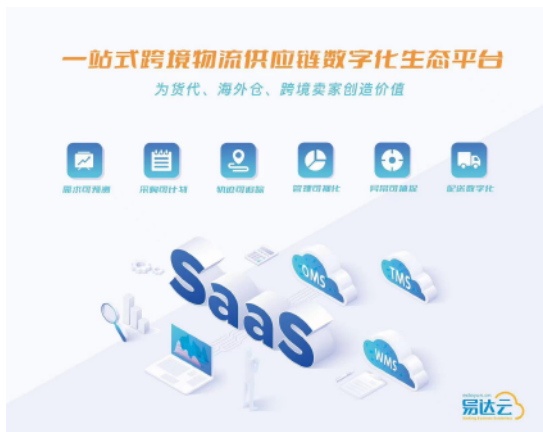 一站式跨境物流供应链数字化生态平台
为货代、海外仓、跨境卖家创造价值
需求可预测 采购可计划 轨迹可追踪 管理可视化 异常可捕捉 配送数字化
SaaS
OMS
TMS
WMS
易达云